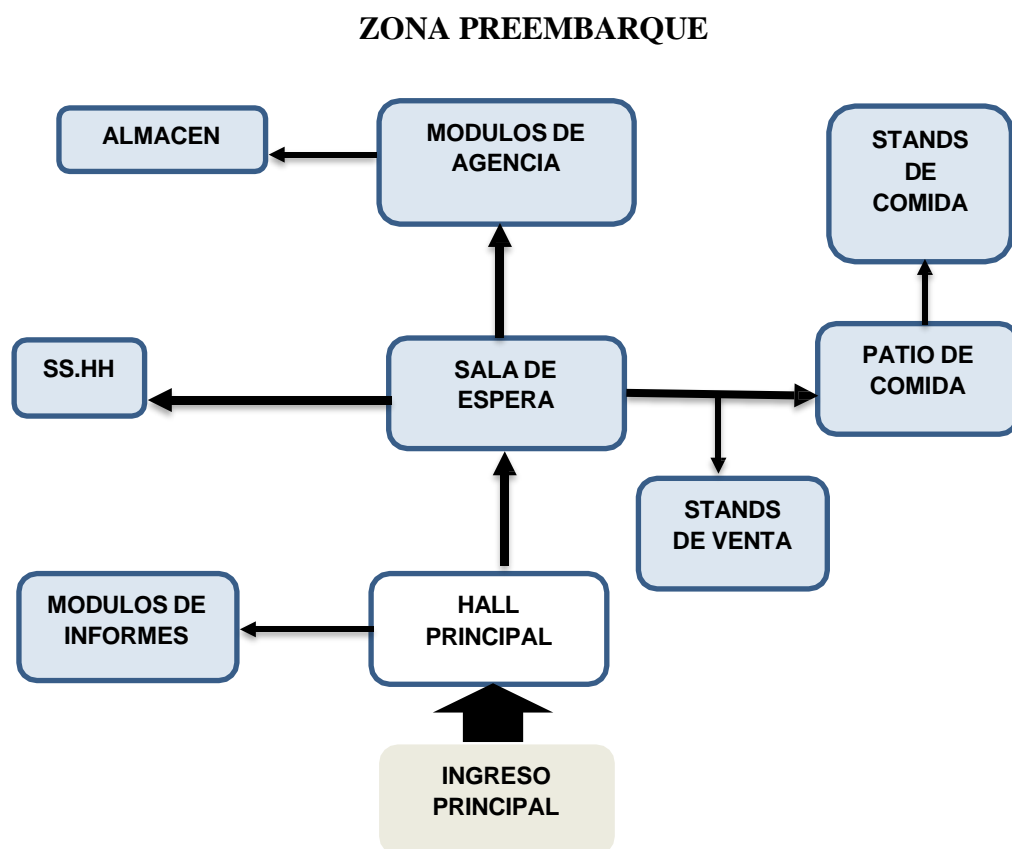 ZONA PREEMBARQUE
ALMACEN
MODULOS DE
AGENCIA
STANDS
DE
COMIDA
SS.HH
SALA DE
ESPERA
PATIO DE
COMIDA
STANDS
DE VENTA
MODULOS DE
INFORMES
HALL
PRINCIPAL
INGRESO
PRINCIPAL